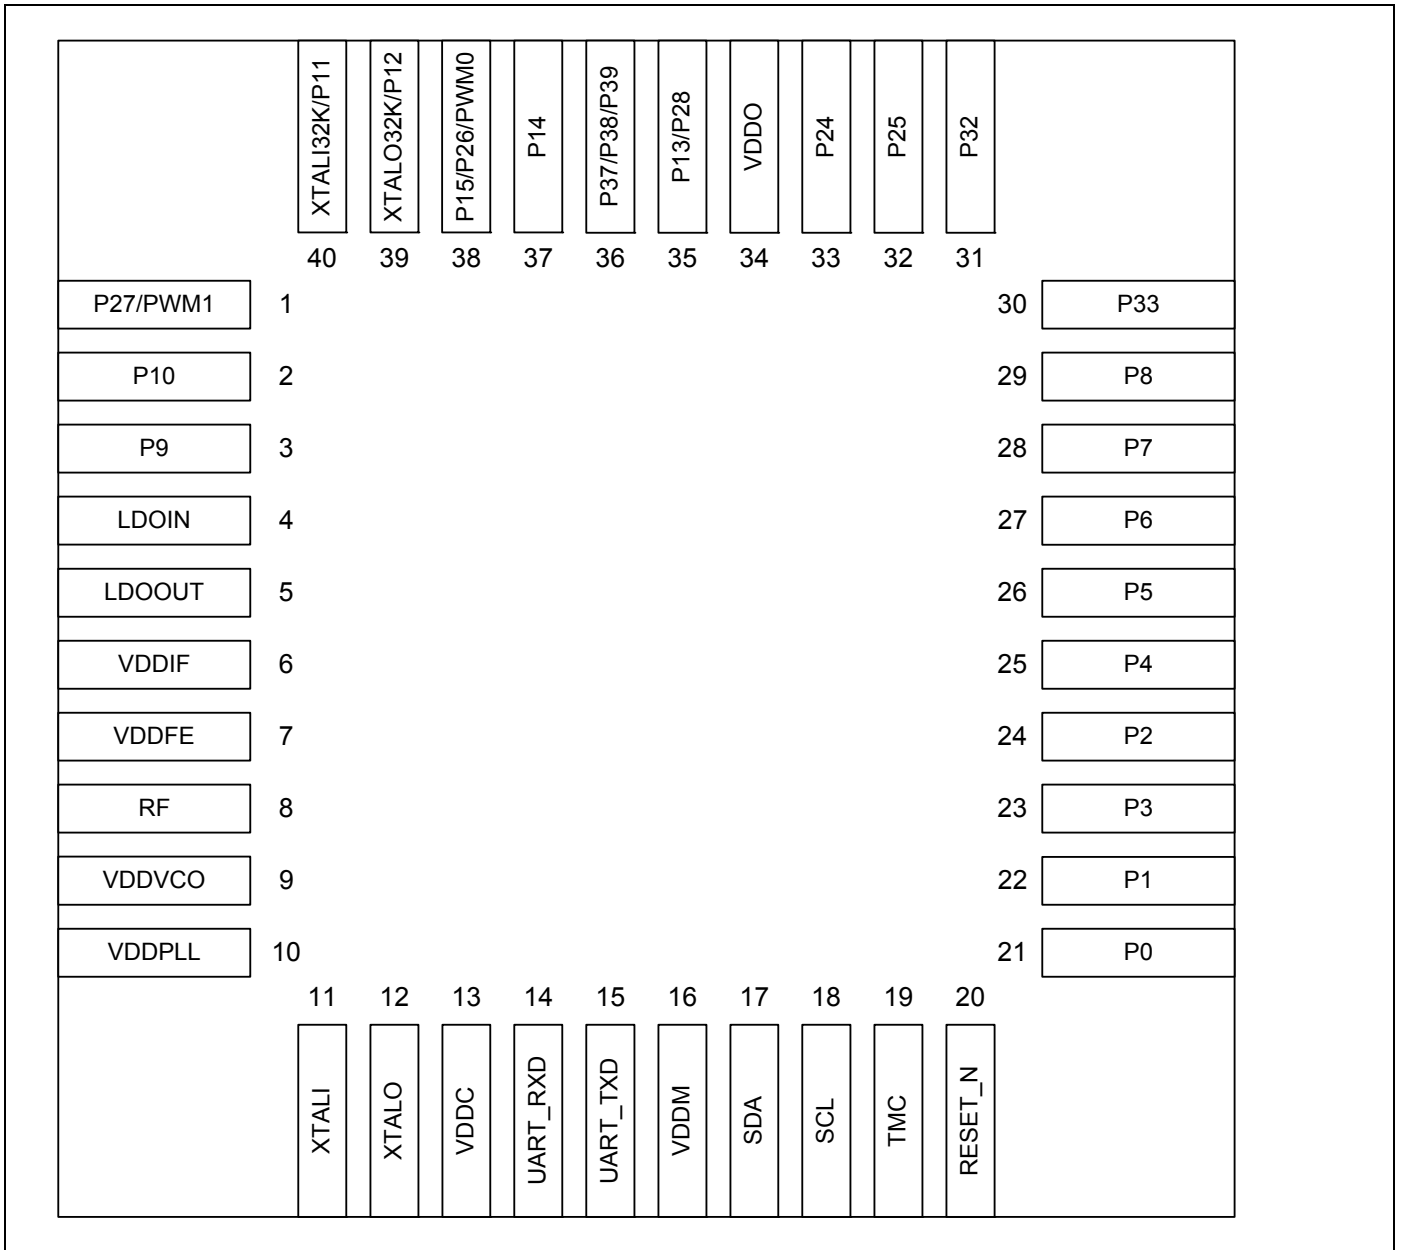 XTALI32K/P11
XTALO32K/P12
P15/P26/PWM0
P14
P37/P38/P39
P13/P28
VDDO
P24
P25
P32
40 39 38 37 36 35 34 33 32 31
P27/PWM1 1 30 P33
P10 2 29 P8
P9 3 28 P7
LDOIN 4 27 P6
LDOOUT 5 26 P5
VDDIF 6 25 P4
VDDFE 7 24 P2
RF 8 23 P3
VDDVCO 9 22 P1
VDDPLL 10 21 P0
11 12 13 14 15 16 17 18 19 20
XTALI
XTALO
VDDC
UART_RXD
UART_TXD
VDDM
SDA
SCL
TMC
RESET_N